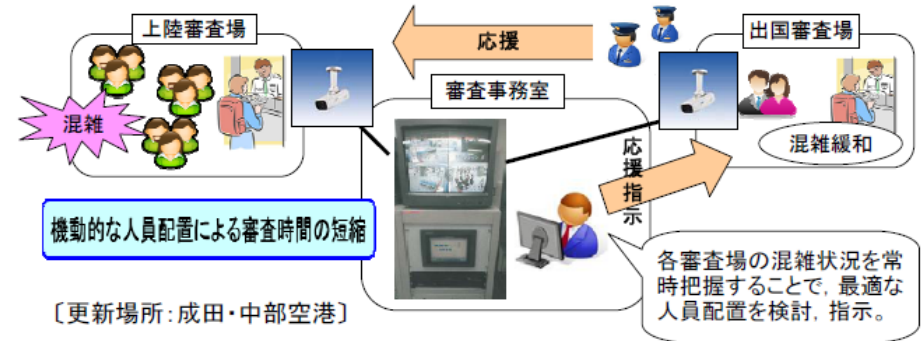 上陸審査場
応援
出国審査場
審査事務室
混雑
混雑緩和
応援指示
機動的な人員配置による審査時間の短縮
各審査場の混雑状況を常
時把握することで，最適な
人員配置を検討，指示。
〔更新場所：成田・中部空港〕